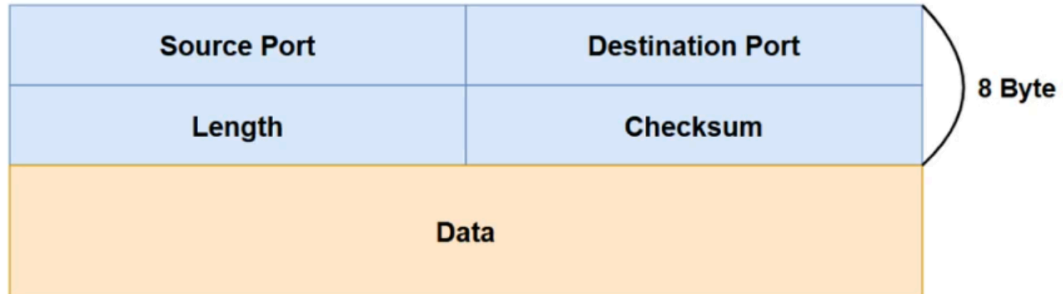 Source Port Destination Port
8 Byte
Length Checksum
Data